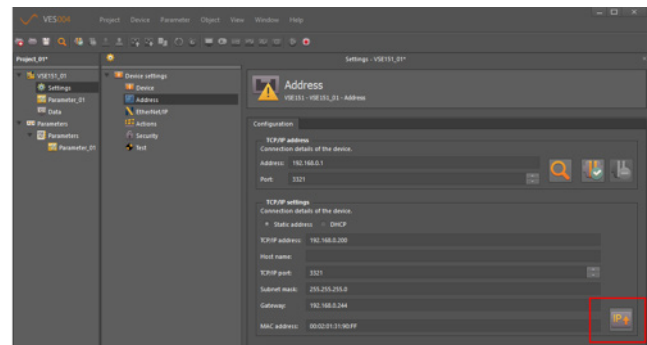 VES004
Project Device Parameter Object View Window Help
Project_01*
Settings - VSE151_01*
VSE151_01
Settings
Parameter_01
Data
Parameters
Parameters
Parameter_01
Device settings
Device
Address
EtherNet/IP
Actions
Security
Test
Address
VSE151 - VSE151_01 - Address
Configuration
TCP/IP address
Connection details of the device.
Address: 192.168.0.1
Port: 3321
TCP/IP settings
Connection details of the device.
Static address DHCP
TCP/IP address: 192.168.0.200
Host name:
TCP/IP port: 3321
Subnet mask: 255.255.255.0
Gateway: 192.168.0.244
MAC address: 00:02:01:31:90:FF
IP